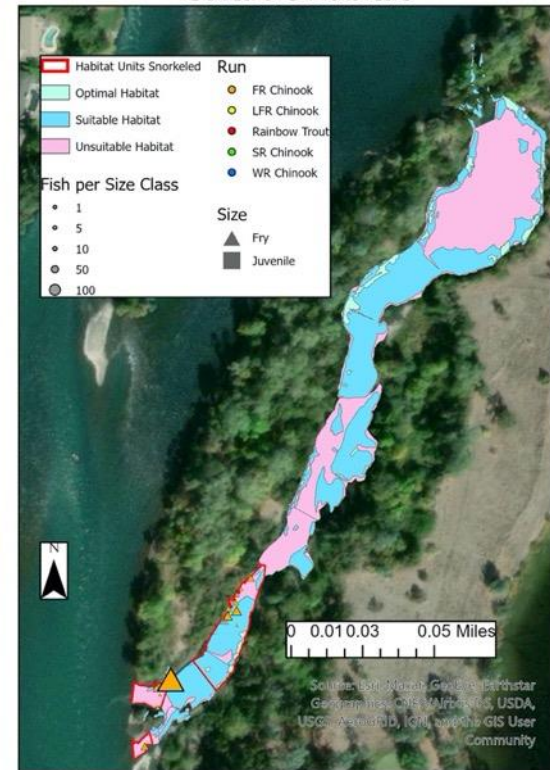 Habitat Units Snorkeled
Optimal Habitat
Suitable Habitat
Unsuitable Habitat
Fish per Size Class
1
5
10
50
100
Run
FR Chinook
LFR Chinook
Rainbow Trout
SR Chinook
WR Chinook
Size
Fry
Juvenile
N
0 0.01 0.03 0.05 Miles
Source: Esri, Maxar, GeoEye, Earthstar
Geographics, CNES/Airbus DS, USDA,
USGS, AeroGRID, IGN, and the GIS User
Community